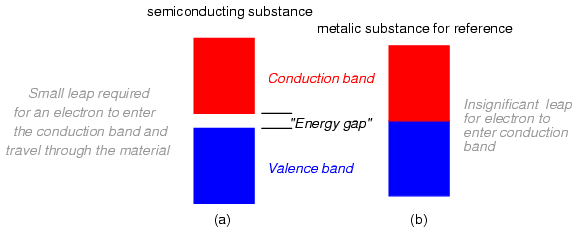 semiconducting substance
metalic substance for reference
Small leap required
for an electron to enter
the conduction band and
travel through the material
Conduction band
"Energy gap"
Valence band
Insignificant leap
for electron to
enter conduction
band
(a)
(b)